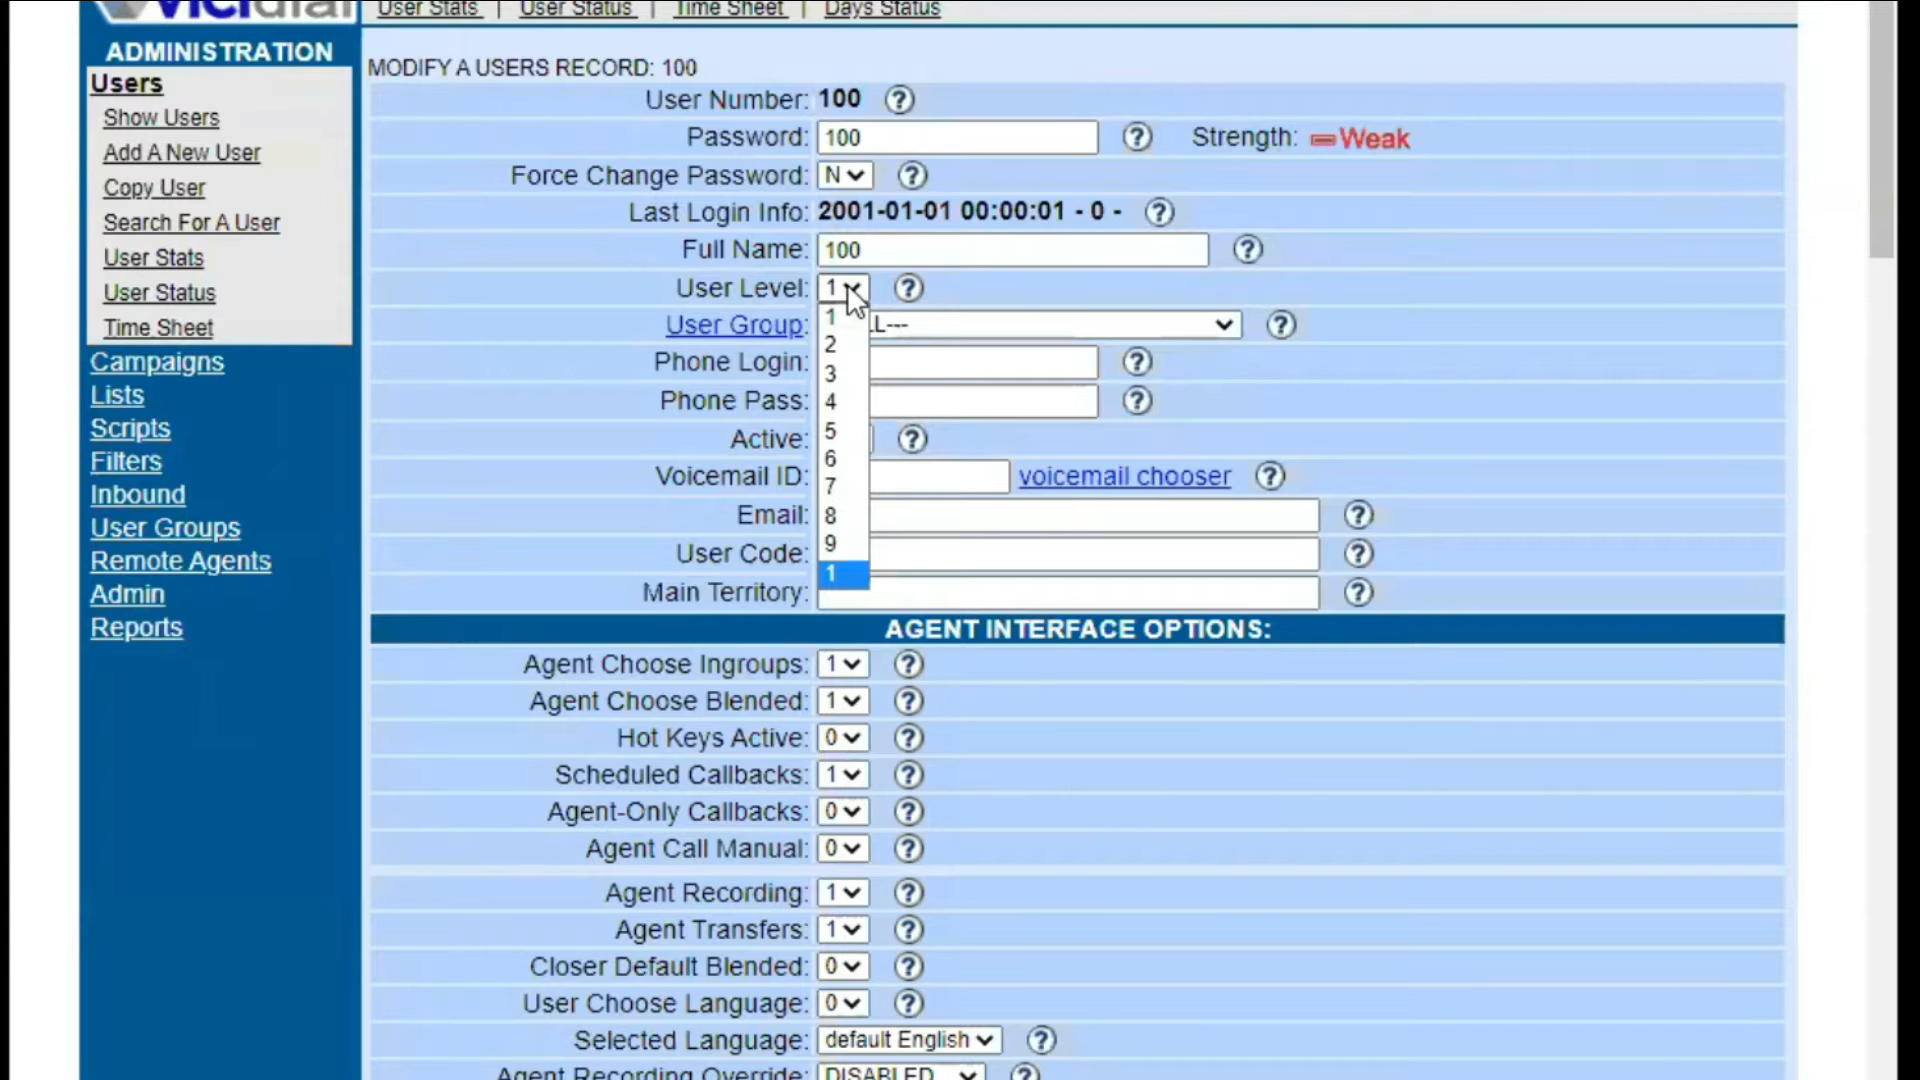 vicidial
User Stats | User Status | Time Sheet | Days Status
ADMINISTRATION
Users
Show Users
Add A New User
Copy User
Search For A User
User Stats
User Status
Time Sheet
Campaigns
Lists
Scripts
Filters
Inbound
User Groups
Remote Agents
Admin
Reports
MODIFY A USERS RECORD: 100
User Number: 100 ?
Password: 100 ? Strength: Weak
Force Change Password: N ?
Last Login Info: 2001-01-01 00:00:01 - 0 - ?
Full Name: 100 ?
User Level: 1 ?
1
2
3
4
5
6
7
8
9
1
User Group: L--- ?
Phone Login: ?
Phone Pass: ?
Active: ?
Voicemail ID: voicemail chooser ?
Email: ?
User Code: ?
Main Territory: ?
AGENT INTERFACE OPTIONS:
Agent Choose Ingroups: 1 ?
Agent Choose Blended: 1 ?
Hot Keys Active: 0 ?
Scheduled Callbacks: 1 ?
Agent-Only Callbacks: 0 ?
Agent Call Manual: 0 ?
Agent Recording: 1 ?
Agent Transfers: 1 ?
Closer Default Blended: 0 ?
User Choose Language: 0 ?
Selected Language: default English ?
Agent Recording Override: DISABLED ?